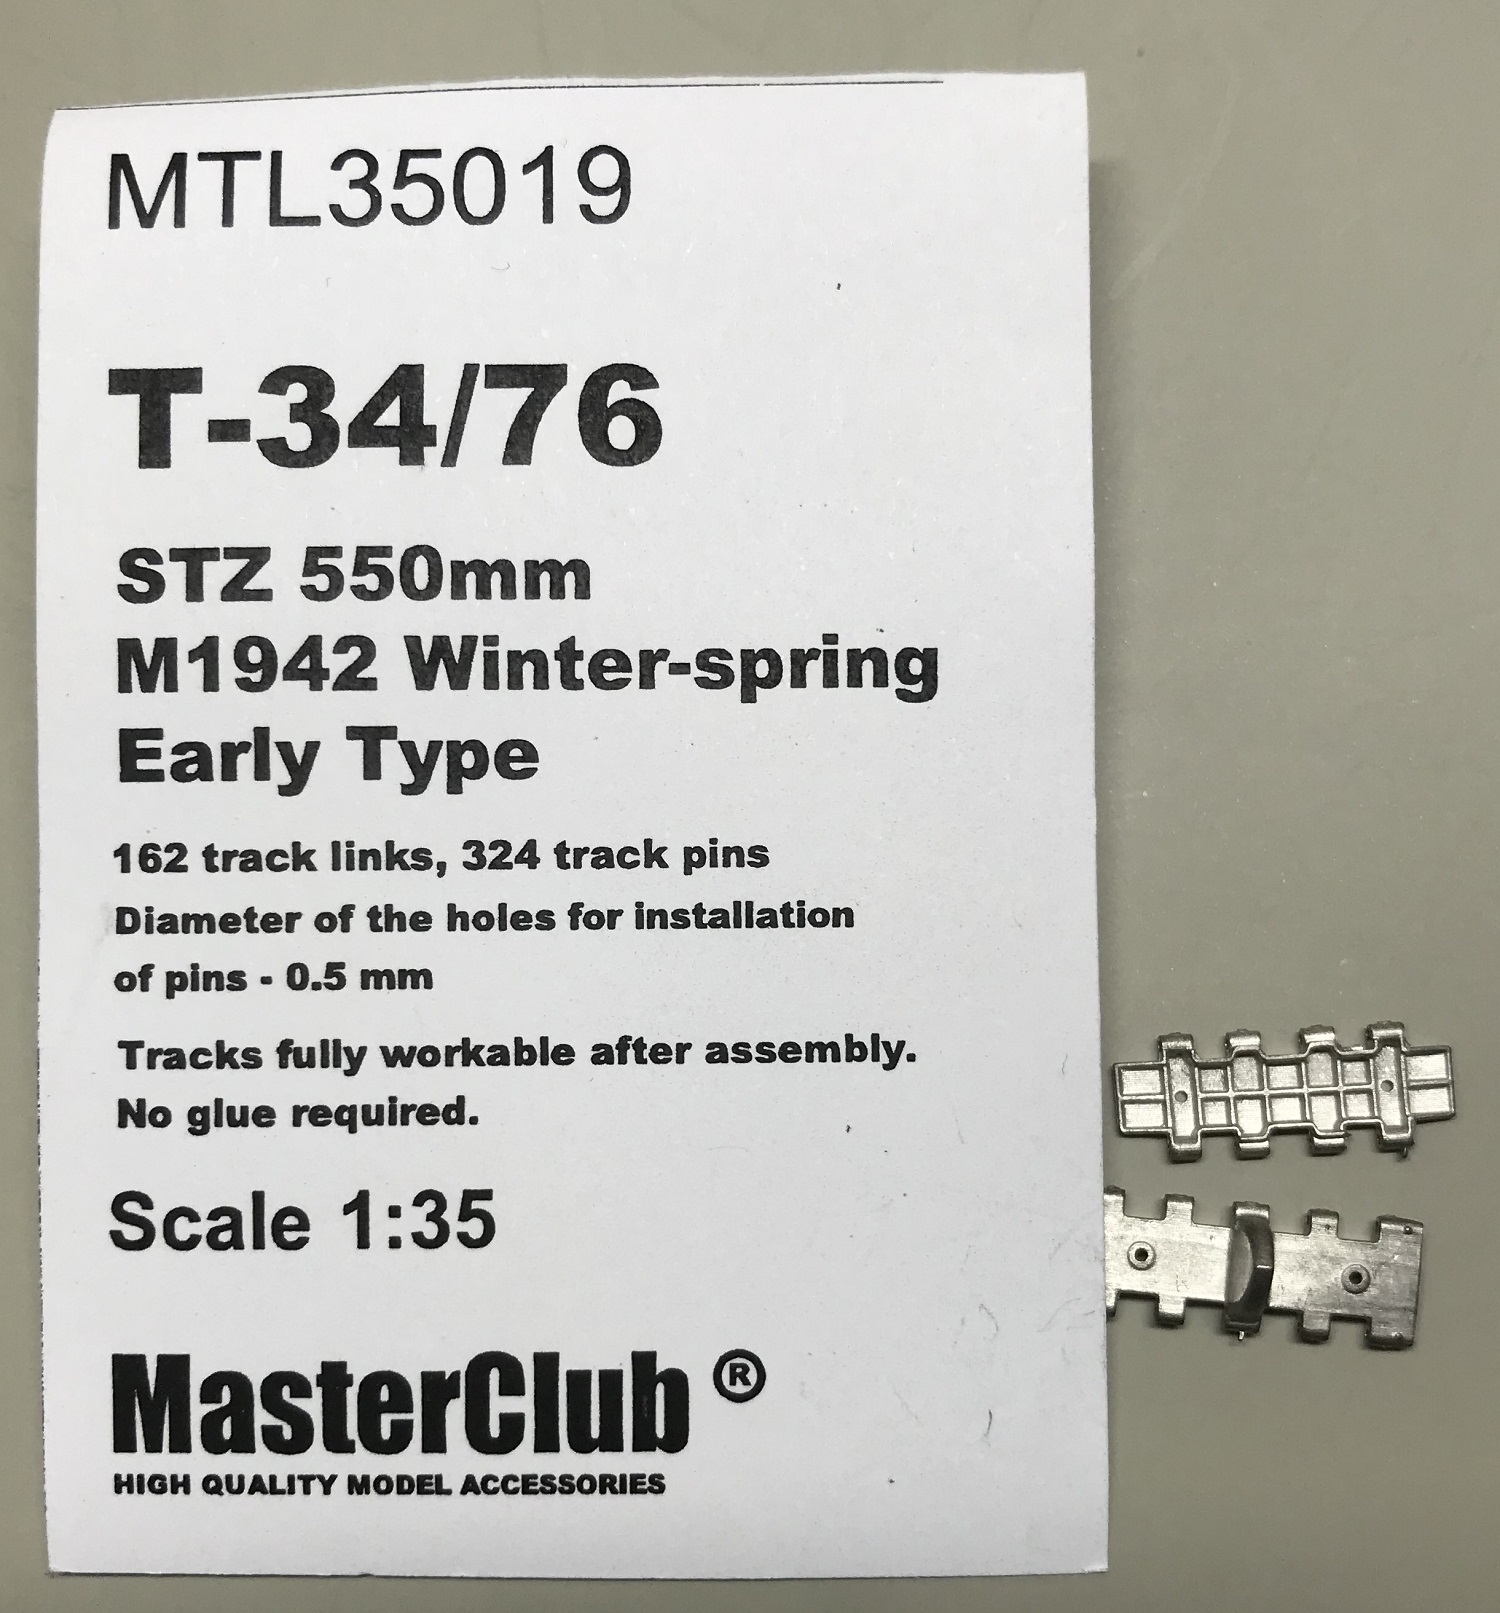 MTL35019
T-34/76
STZ 550mm
M1942 Winter-spring
Early Type
162 track links, 324 track pins
Diameter of the holes for installation
of pins - 0.5 mm
Tracks fully workable after assembly.
No glue required.
Scale 1:35
MasterClub ®
HIGH QUALITY MODEL ACCESSORIES